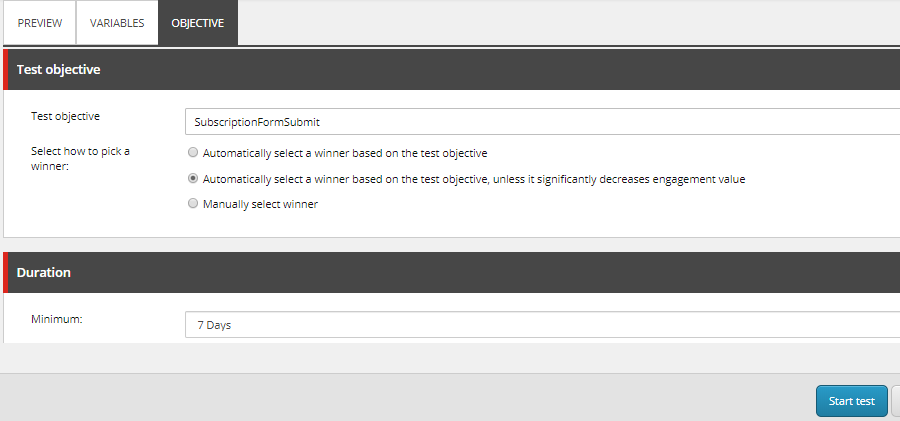 PREVIEW VARIABLES OBJECTIVE
Test objective
Test objective SubscriptionFormSubmit
Select how to pick a
winner:
Automatically select a winner based on the test objective
Automatically select a winner based on the test objective, unless it significantly decreases engagement value
Manually select winner
Duration
Minimum: 7 Days
Start test